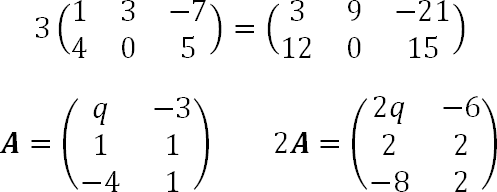 3 ( 1 3 −7 ) = ( 3 9 −21 )
( 4 0 5 ) ( 12 0 15 )
A = ( q −3 ) 2A = ( 2q −6 )
( 1 1 ) ( 2 2 )
( −4 1 ) ( −8 2 )